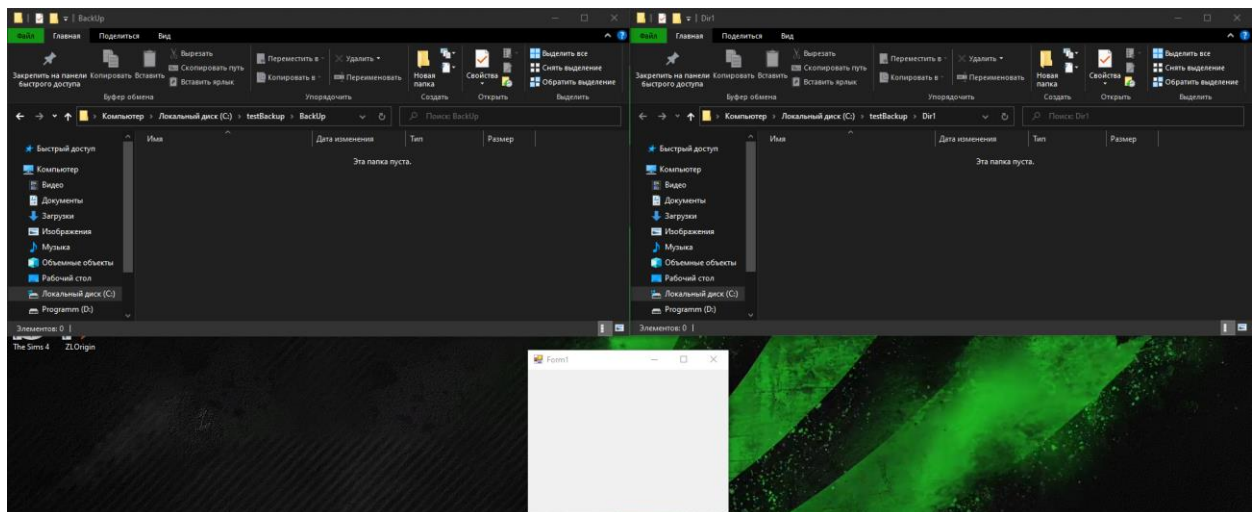 BackUp
Файл Главная Поделиться Вид
Закрепить на панели быстрого доступа
Копировать
Вставить
Вырезать
Скопировать путь
Вставить ярлык
Буфер обмена
Переместить в
Копировать в
Удалить
Переименовать
Упорядочить
Новая папка
Создать
Свойства
Открыть
Выделить все
Снять выделение
Обратить выделение
Выделить
Компьютер › Локальный диск (C:) › testBackup › BackUp
Поиск: BackUp
Имя Дата изменения Тип Размер
Эта папка пуста.
Быстрый доступ
Компьютер
Видео
Документы
Загрузки
Изображения
Музыка
Объемные объекты
Рабочий стол
Локальный диск (C:)
Programm (D:)
Элементов: 0
Dir1
Файл Главная Поделиться Вид
Закрепить на панели быстрого доступа
Копировать
Вставить
Вырезать
Скопировать путь
Вставить ярлык
Буфер обмена
Переместить в
Копировать в
Удалить
Переименовать
Упорядочить
Новая папка
Создать
Свойства
Открыть
Выделить все
Снять выделение
Обратить выделение
Выделить
Компьютер › Локальный диск (C:) › testBackup › Dir1
Поиск: Dir1
Имя Дата изменения Тип Размер
Эта папка пуста.
Быстрый доступ
Компьютер
Видео
Документы
Загрузки
Изображения
Музыка
Объемные объекты
Рабочий стол
Локальный диск (C:)
Programm (D:)
Элементов: 0
The Sims 4 ZLOrigin
Form1